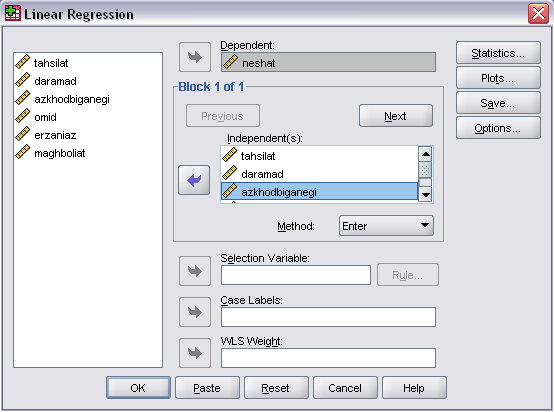 Linear Regression
tahsilat
daramad
azkhodbiganegi
omid
erzaniaz
maghboliat
Dependent:
neshat
Block 1 of 1
Previous
Next
Independent(s):
tahsilat
daramad
azkhodbiganegi
Method:
Enter
Selection Variable:
Rule...
Case Labels:
WLS Weight:
Statistics...
Plots...
Save...
Options...
OK
Paste
Reset
Cancel
Help